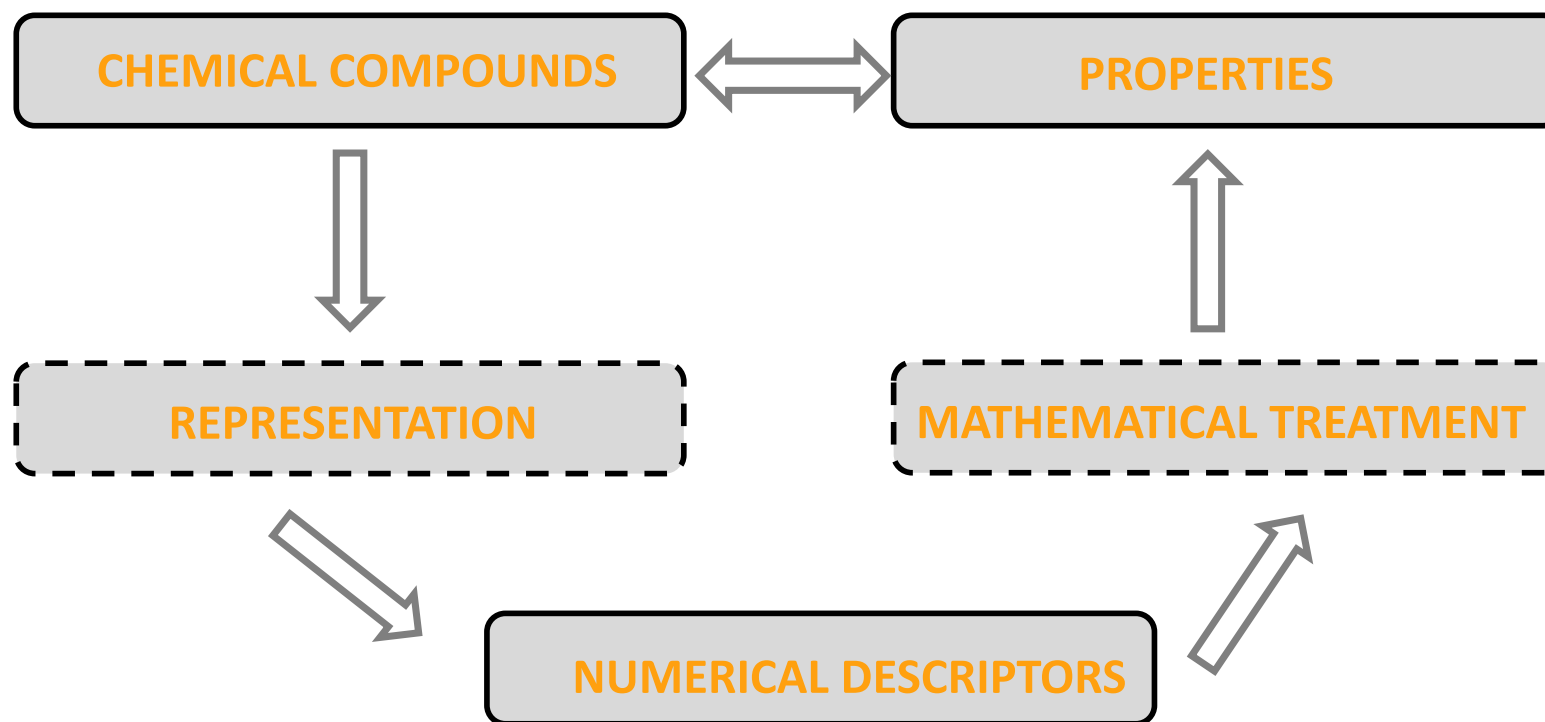 CHEMICAL COMPOUNDS
PROPERTIES
REPRESENTATION
MATHEMATICAL TREATMENT
NUMERICAL DESCRIPTORS